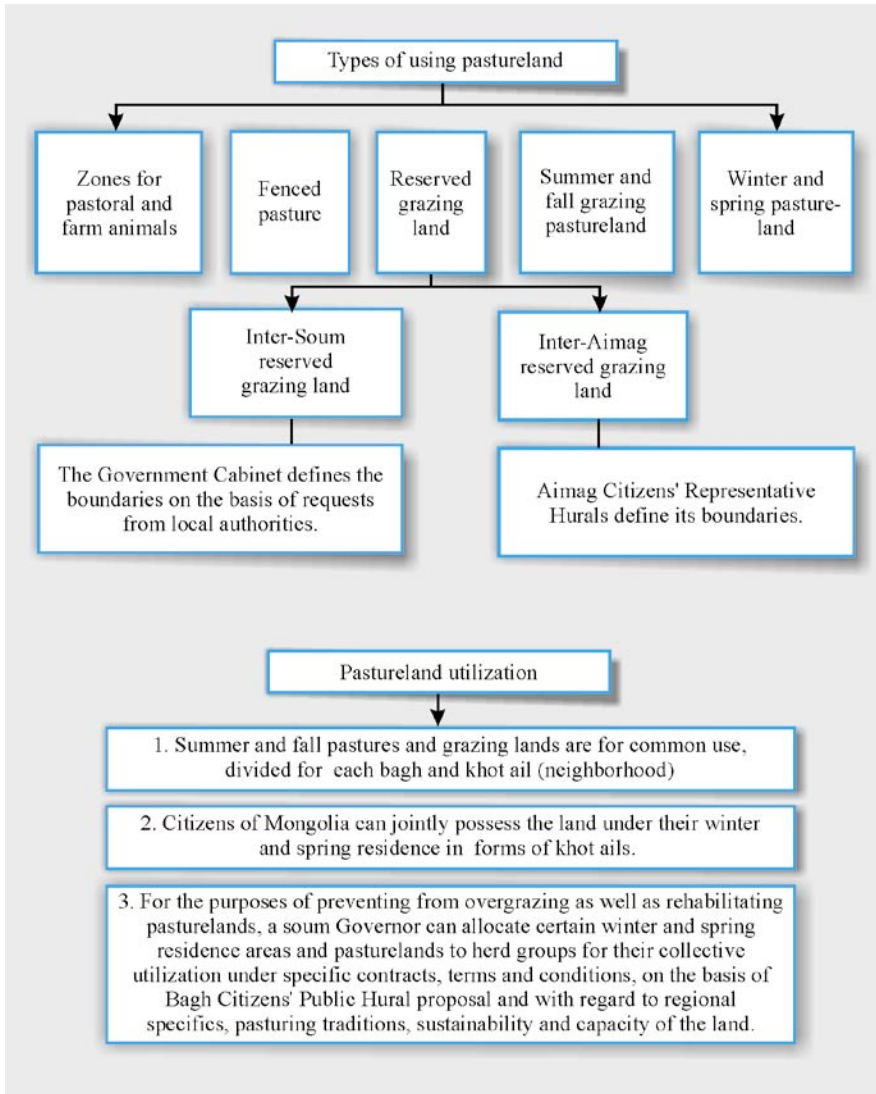 Types of using pastureland
Zones for
pastoral and
farm animals
Fenced
pasture
Reserved
grazing
land
Summer and
fall grazing
pastureland
Winter and
spring pasture-
land
Inter-Soum
reserved
grazing land
Inter-Aimag
reserved grazing
land
The Government Cabinet defines the
boundaries on the basis of requests
from local authorities.
Aimag Citizens' Representative
Hurals define its boundaries.
Pastureland utilization
1. Summer and fall pastures and grazing lands are for common use,
divided for each bagh and khot ail (neighborhood)
2. Citizens of Mongolia can jointly possess the land under their winter
and spring residence in forms of khot ails.
3. For the purposes of preventing from overgrazing as well as rehabilitating
pasturelands, a soum Governor can allocate certain winter and spring
residence areas and pasturelands to herd groups for their collective
utilization under specific contracts, terms and conditions, on the basis of
Bagh Citizens' Public Hural proposal and with regard to regional
specifics, pasturing traditions, sustainability and capacity of the land.